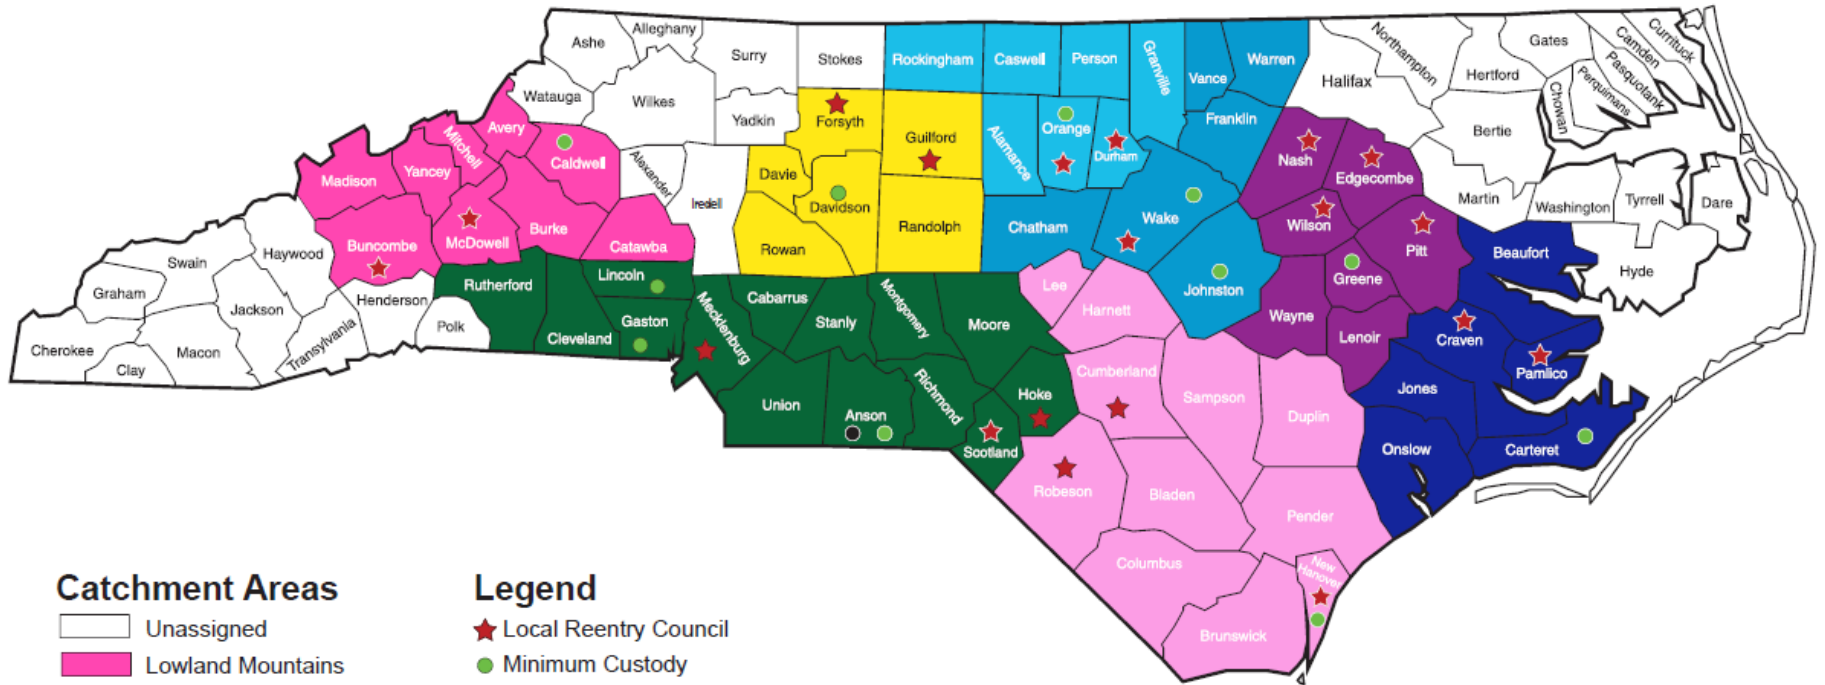 Ashe
Alleghany
Surry
Stokes
Rockingham
Caswell
Person
Granville
Vance
Warren
Northampton
Gates
Camden
Currituck
Halifax
Hertford
Pasquotank
Perquimans
Chowan
Watauga
Wilkes
Yadkin
Forsyth
Guilford
Alamance
Orange
Durham
Franklin
Bertie
Avery
Mitchell
Caldwell
Alexander
Iredell
Davie
Davidson
Nash
Edgecombe
Madison
Yancey
Martin
Washington
Tyrrell
Dare
Buncombe
McDowell
Burke
Catawba
Rowan
Randolph
Chatham
Wake
Wilson
Pitt
Beaufort
Haywood
Swain
Hyde
Graham
Jackson
Henderson
Rutherford
Lincoln
Mecklenburg
Cabarrus
Montgomery
Moore
Lee
Harnett
Johnston
Greene
Wayne
Lenoir
Craven
Pamlico
Polk
Cleveland
Gaston
Stanly
Cherokee
Clay
Macon
Transylvania
Union
Anson
Richmond
Hoke
Cumberland
Sampson
Duplin
Jones
Scotland
Onslow
Carteret
Robeson
Bladen
Pender
Columbus
New
Hanover
Brunswick
Catchment Areas
Unassigned
Lowland Mountains
Legend
Local Reentry Council
Minimum Custody